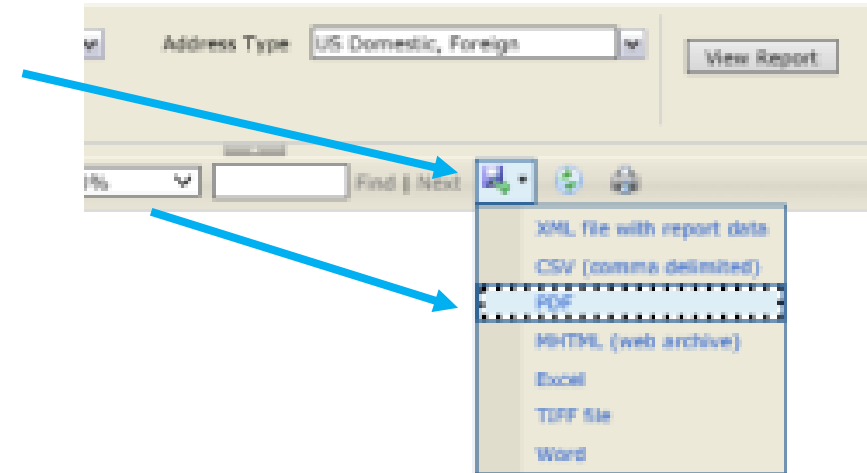 Address Type US Domestic, Foreign View Report
% Find | Next
XML file with report data
CSV (comma delimited)
PDF
MHTML (web archive)
Excel
TIFF file
Word